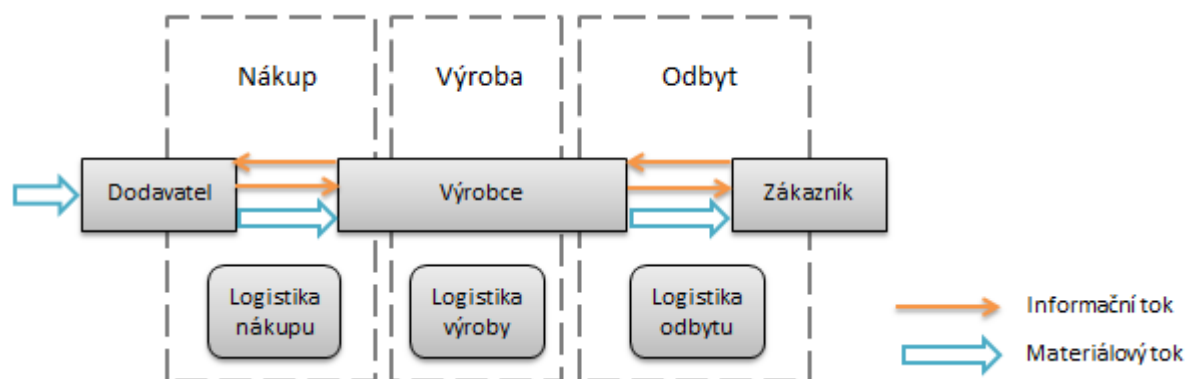 Nákup
Výroba
Odbyt
Dodavatel
Výrobce
Zákazník
Logistika
nákupu
Logistika
výroby
Logistika
odbytu
Informační tok
Materiálový tok